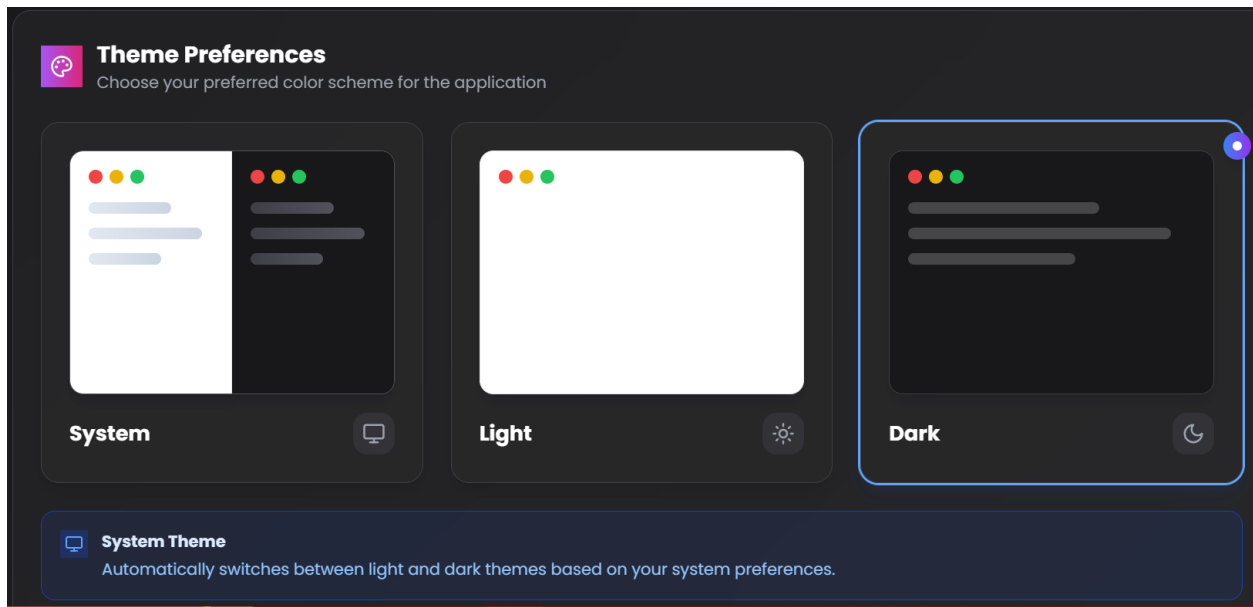 Theme Preferences
Choose your preferred color scheme for the application
System
Light
Dark
System Theme
Automatically switches between light and dark themes based on your system preferences.